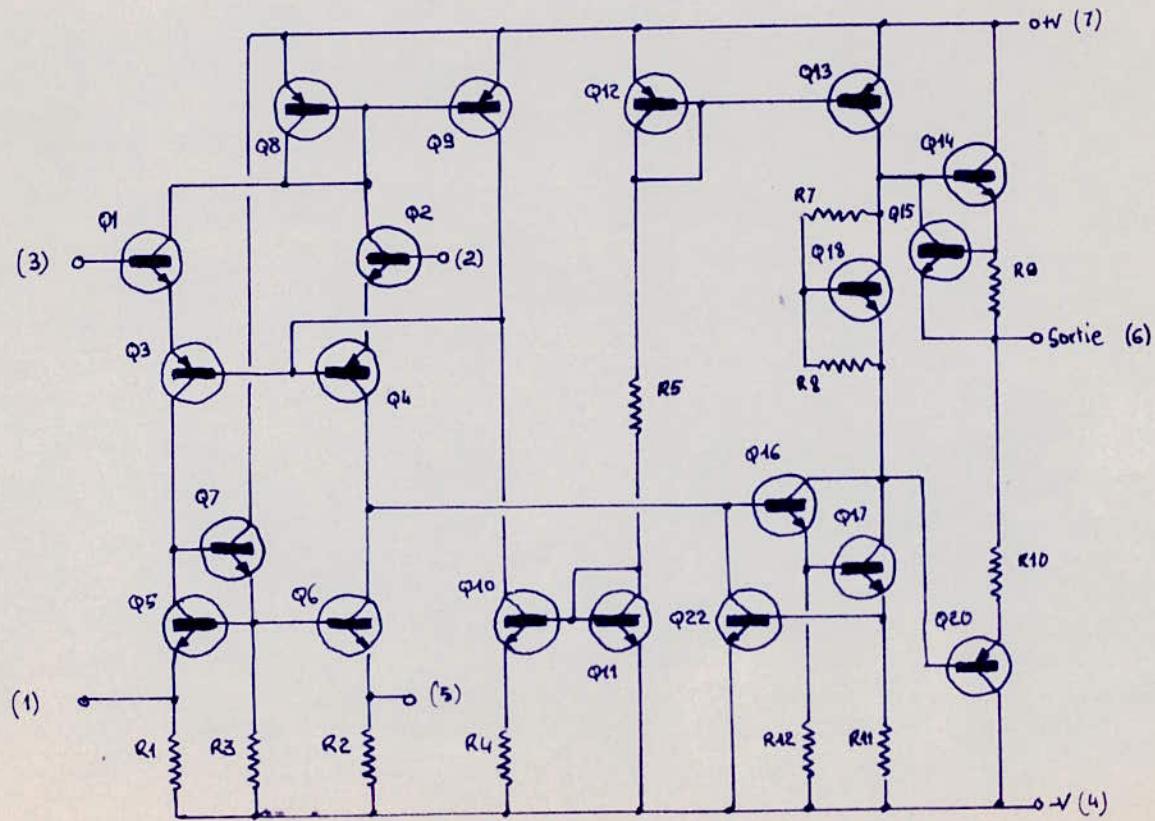 o+V (7)
Q8
Q9
Q12
Q13
Q14
Q1
Q2
R7
Q15
(3)
(2)
Q18
R9
Sortie (6)
Q3
Q4
R5
R8
Q16
Q7
Q17
Q5
Q6
Q10
Q22
R10
Q11
Q20
(1)
(5)
R1
R3
R2
R4
R12
R11
-V (4)